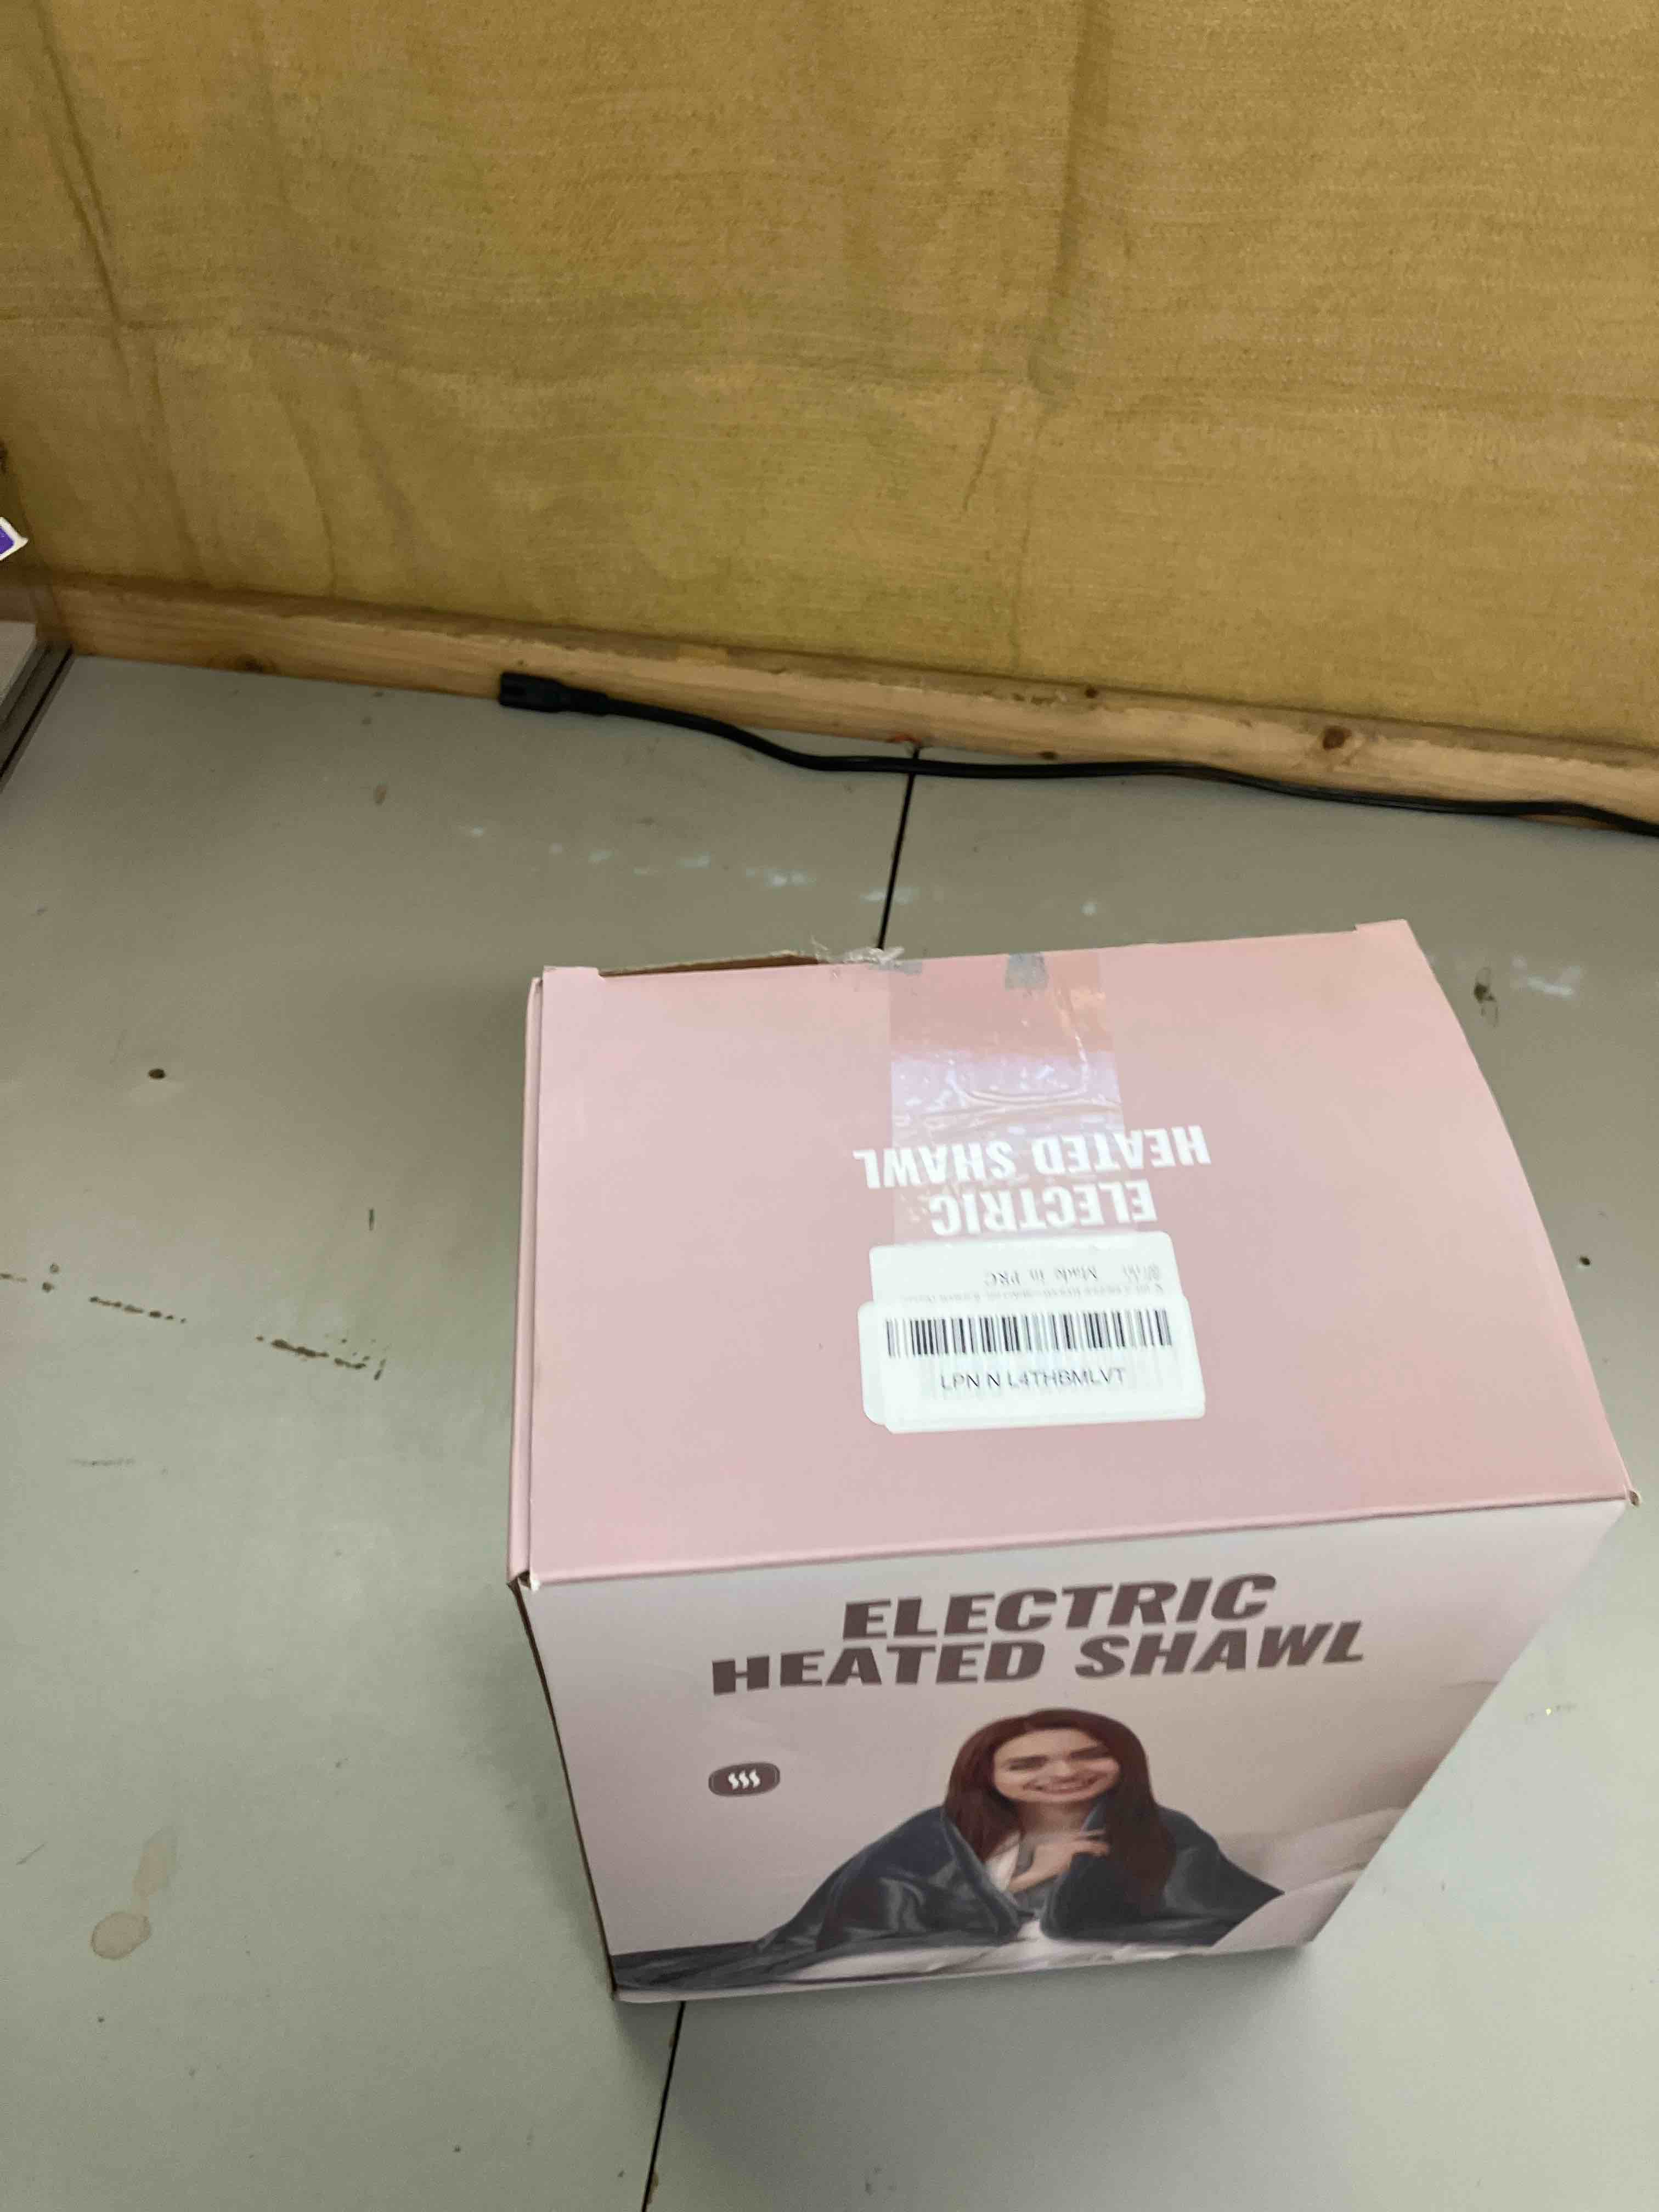 HEATED SHAWL
ELECTRIC
Made in PRC
LPN N L4THBMLVT
ELECTRIC
HEATED SHAWL